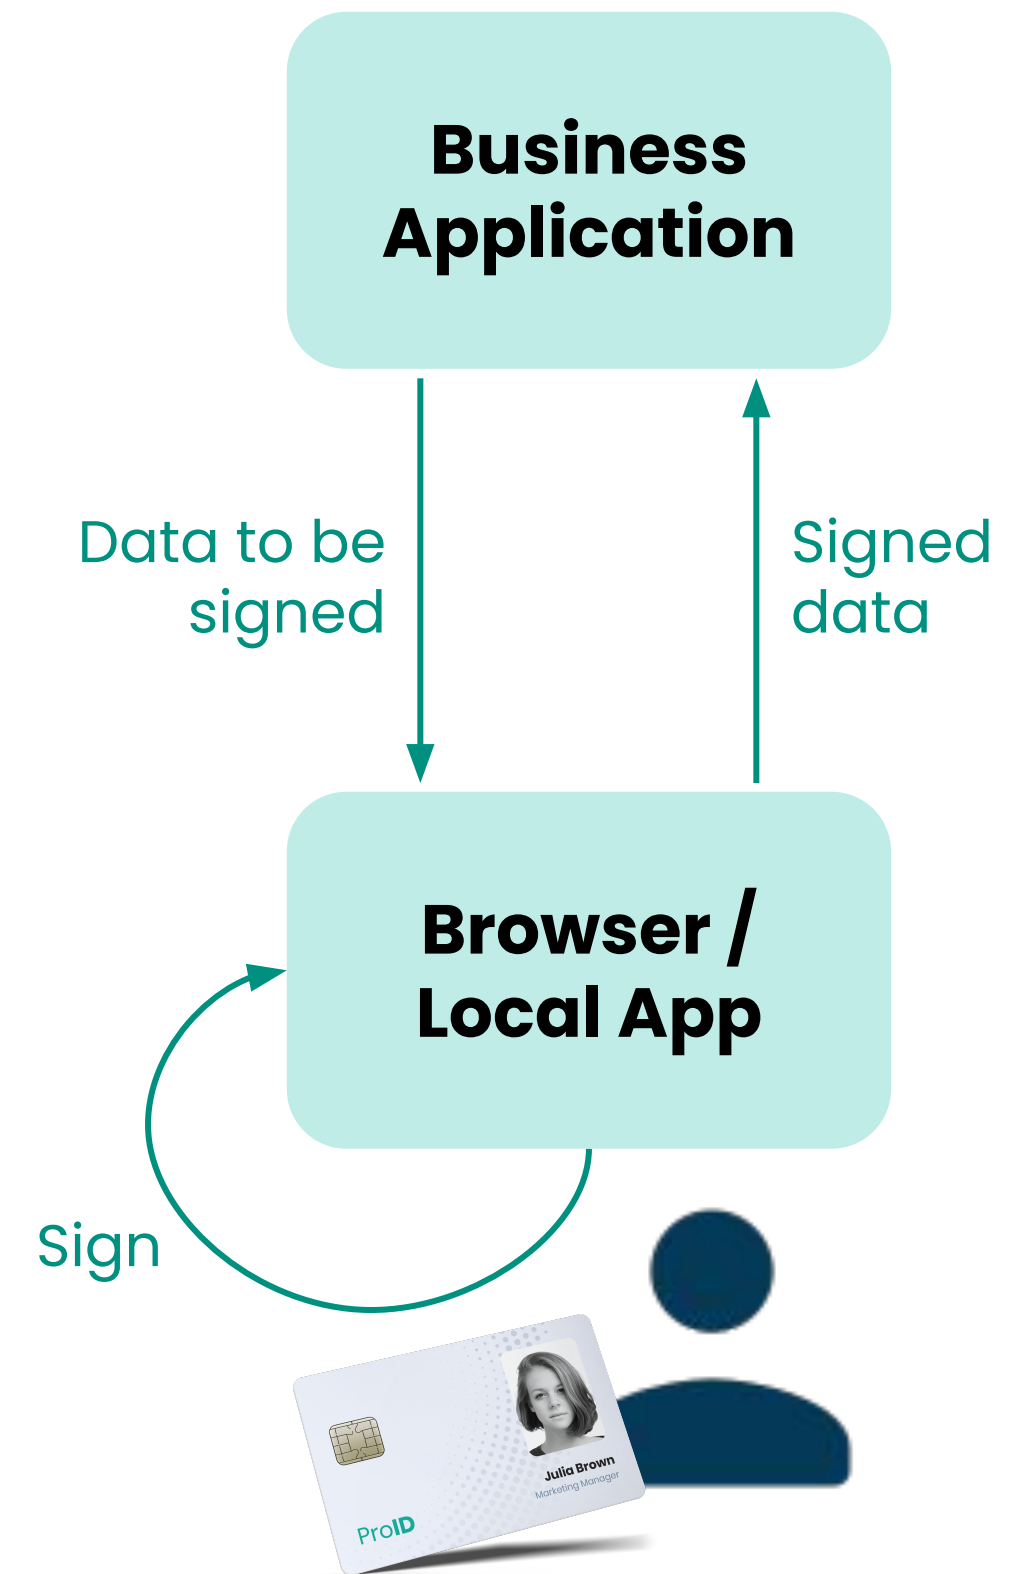 Business
Application
Data to be
signed
Signed
data
Browser /
Local App
Sign
Julia Brown
Marketing Manager
ProID